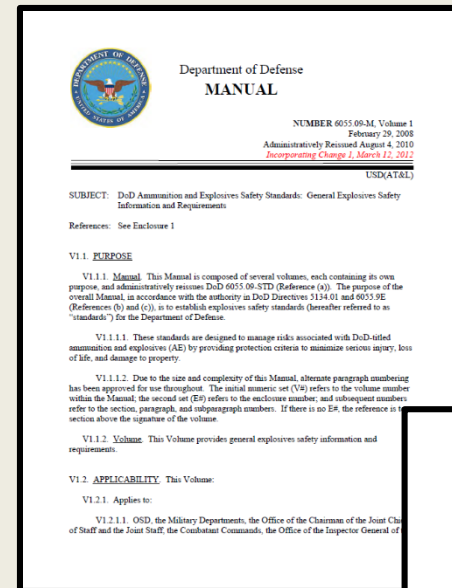 Department of Defense
MANUAL
NUMBER 6055.09-M, Volume 1
February 29, 2008
Administratively Reissued August 4, 2010
Incorporating Change 1, March 12, 2012
USD(AT&L)
SUBJECT: DoD Ammunition and Explosives Safety Standards: General Explosives Safety
Information and Requirements
References: See Enclosure 1
V1.1. PURPOSE
V1.1.1. Manual. This Manual is composed of several volumes, each containing its own
purpose, and administratively reissues DoD 6055.09-STD (Reference (a)). The purpose of the
overall Manual, in accordance with the authority in DoD Directives 5134.01 and 6055.9E
(References (b) and (c)), is to establish explosives safety standards (hereafter referred to as
“standards”) for the Department of Defense.
V1.1.1.1. These standards are designed to manage risks associated with DoD-titled
ammunition and explosives (AE) by providing protection criteria to minimize serious injury, loss
of life, and damage to property.
V1.1.1.2. Due to the size and complexity of this Manual, alternate paragraph numbering
has been approved for use throughout. The initial numeric set (V#) refers to the volume number
within the Manual; the second set (E#) refers to the enclosure number; and subsequent numbers
refer to the section, paragraph, and subparagraph numbers. If there is no E#, the reference is
section above the signature of the volume.
V1.1.2. Volume. This Volume provides general explosives safety information and
requirements.
V1.2. APPLICABILITY. This Volume:
V1.2.1. Applies to:
V1.2.1.1. OSD, the Military Departments, the Office of the Chairman of the Joint
of Staff and the Joint Staff, the Combatant Commands, the Office of the Inspector General of